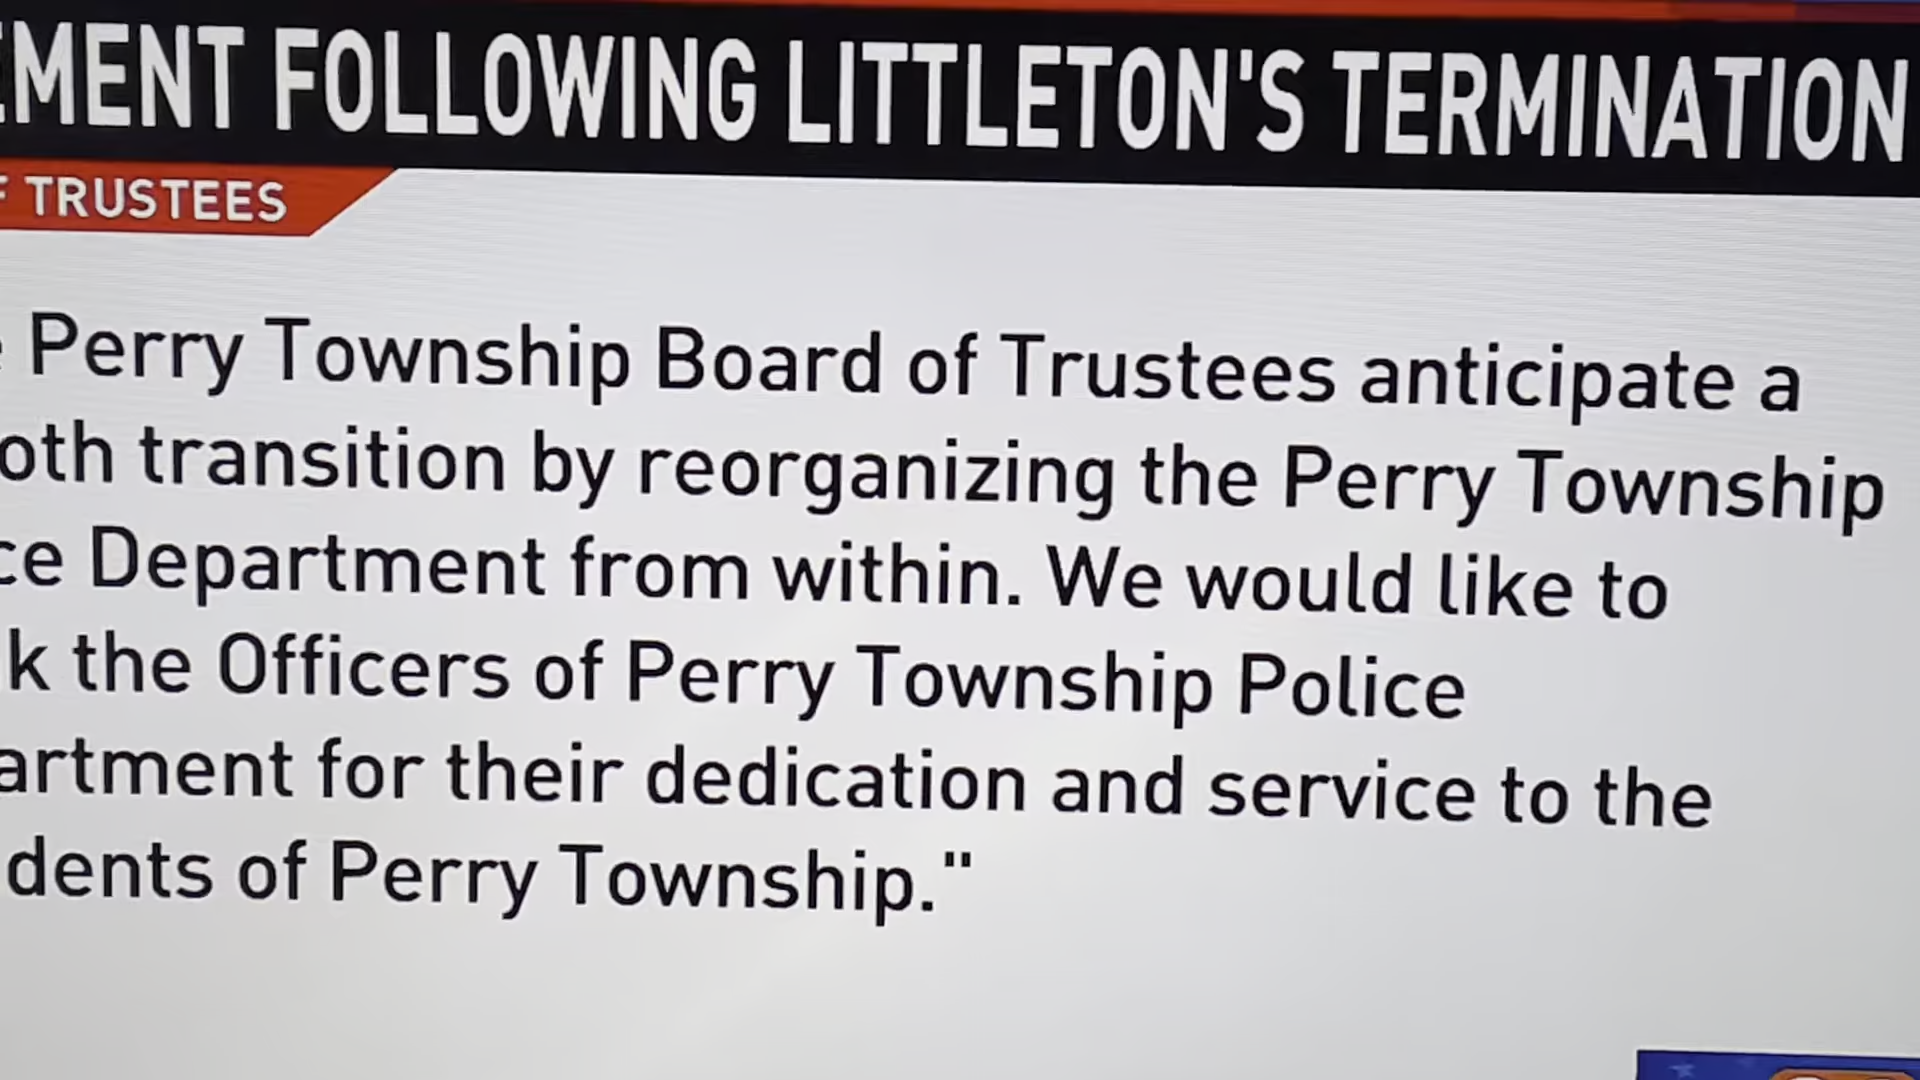 EMENT FOLLOWING LITTLETON'S TERMINATION
F TRUSTEES
Perry Township Board of Trustees anticipate a
oth transition by reorganizing the Perry Township
ce Department from within. We would like to
k the Officers of Perry Township Police
artment for their dedication and service to the
dents of Perry Township."